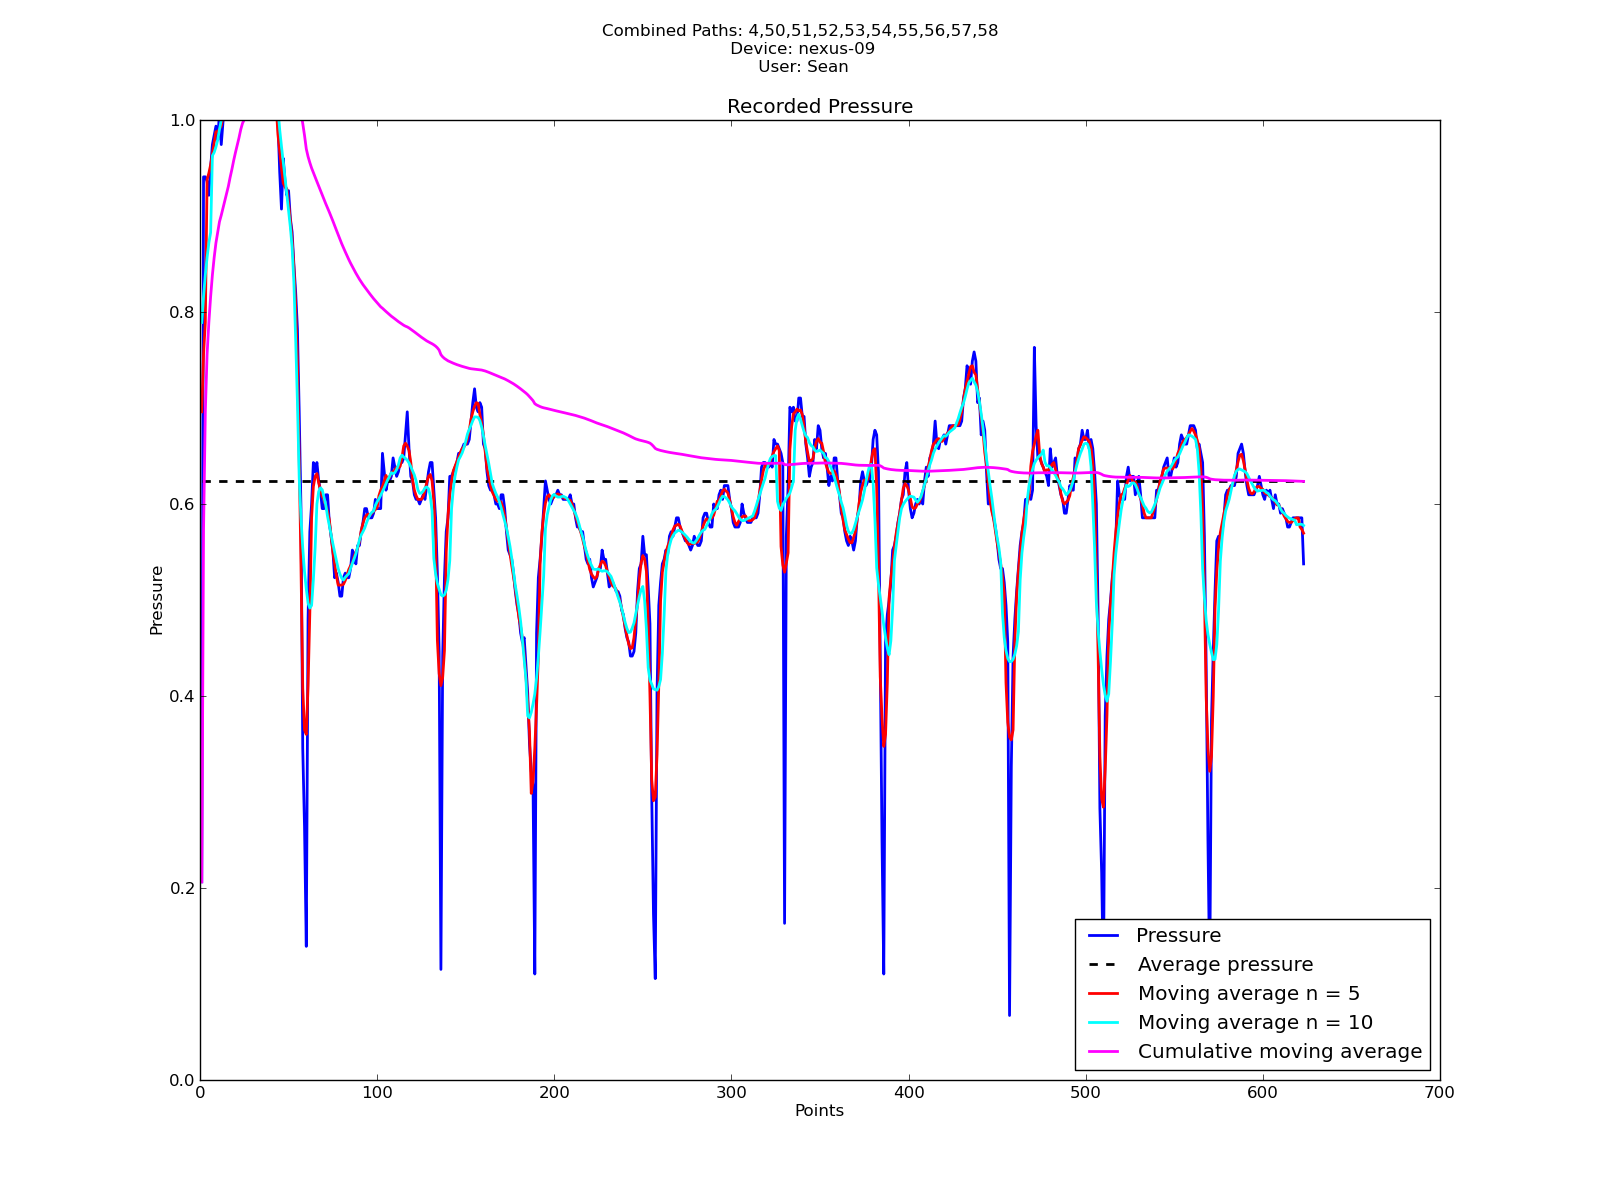 Combined Paths: 4,50,51,52,53,54,55,56,57,58
Device: nexus-09
User: Sean
Recorded Pressure
1.0
0.8
0.6
0.4
0.2
0.0
Pressure
0 100 200 300 400 500 600 700
Points
Pressure
Average pressure
Moving average n = 5
Moving average n = 10
Cumulative moving average